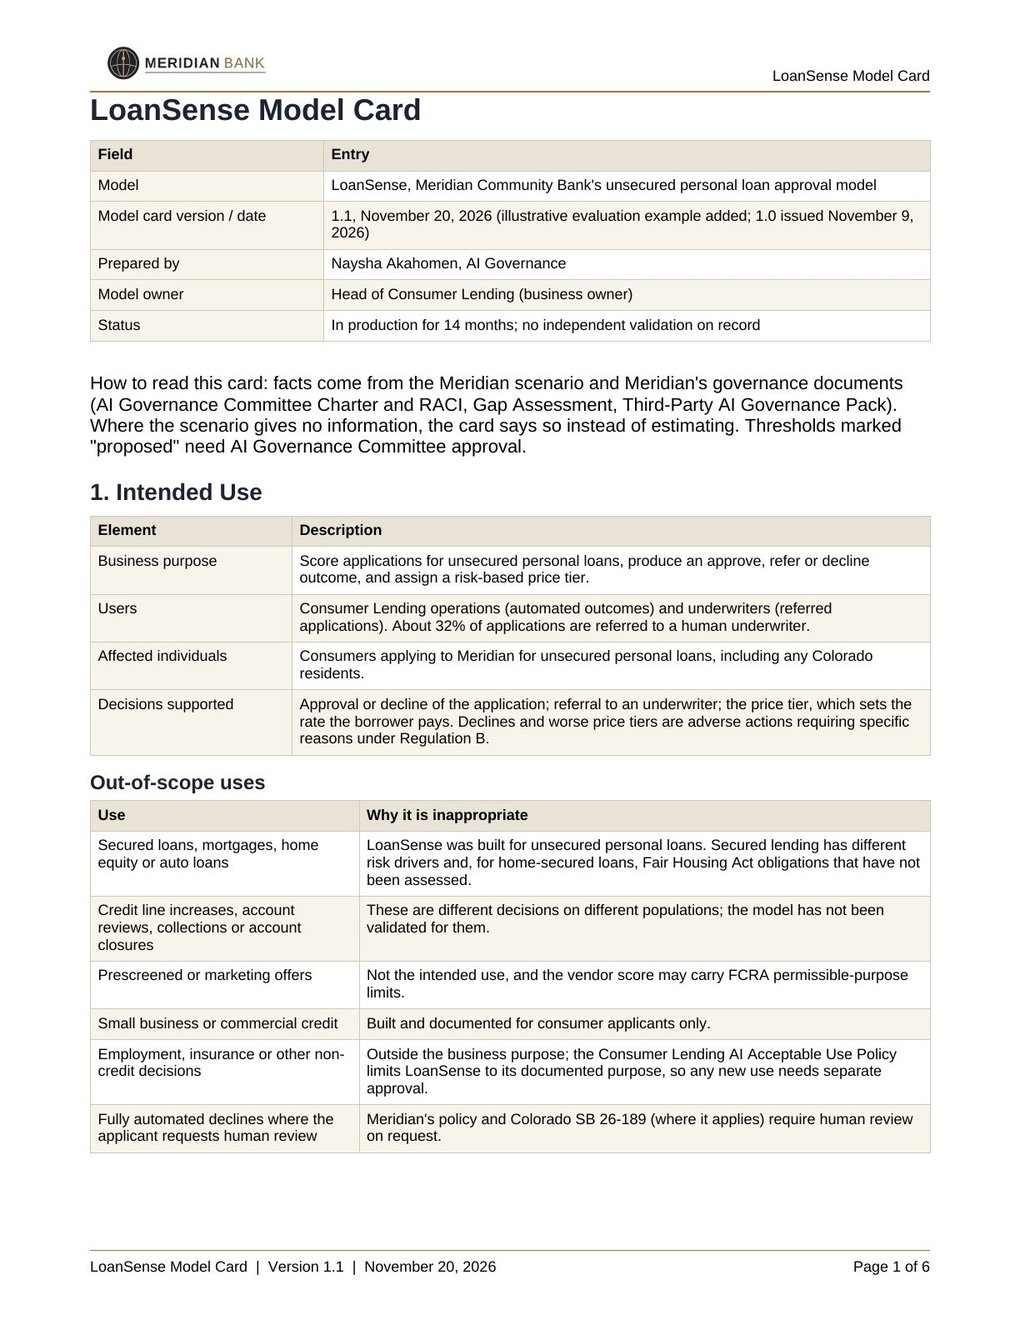 MERIDIAN BANK
LoanSense Model Card
LoanSense Model Card
Field Entry
Model LoanSense, Meridian Community Bank's unsecured personal loan approval model
Model card version / date 1.1, November 20, 2026 (illustrative evaluation example added; 1.0 issued November 9,
2026)
Prepared by Naysha Akahomen, AI Governance
Model owner Head of Consumer Lending (business owner)
Status In production for 14 months; no independent validation on record
How to read this card: facts come from the Meridian scenario and Meridian's governance documents
(AI Governance Committee Charter and RACI, Gap Assessment, Third-Party AI Governance Pack).
Where the scenario gives no information, the card says so instead of estimating. Thresholds marked
"proposed" need AI Governance Committee approval.
1. Intended Use
Element Description
Business purpose Score applications for unsecured personal loans, produce an approve, refer or decline
outcome, and assign a risk-based price tier.
Users Consumer Lending operations (automated outcomes) and underwriters (referred
applications). About 32% of applications are referred to a human underwriter.
Affected individuals Consumers applying to Meridian for unsecured personal loans, including any Colorado
residents.
Decisions supported Approval or decline of the application; referral to an underwriter; the price tier, which sets the
rate the borrower pays. Declines and worse price tiers are adverse actions requiring specific
reasons under Regulation B.
Out-of-scope uses
Use Why it is inappropriate
Secured loans, mortgages, home LoanSense was built for unsecured personal loans. Secured lending has different
equity or auto loans risk drivers and, for home-secured loans, Fair Housing Act obligations that have not
been assessed.
Credit line increases, account These are different decisions on different populations; the model has not been
reviews, collections or account validated for them.
closures
Prescreened or marketing offers Not the intended use, and the vendor score may carry FCRA permissible-purpose
limits.
Small business or commercial credit Built and documented for consumer applicants only.
Employment, insurance or other non- Outside the business purpose; the Consumer Lending AI Acceptable Use Policy
credit decisions limits LoanSense to its documented purpose, so any new use needs separate
approval.
Fully automated declines where the Meridian's policy and Colorado SB 26-189 (where it applies) require human review
applicant requests human review on request.
LoanSense Model Card | Version 1.1 | November 20, 2026 Page 1 of 6